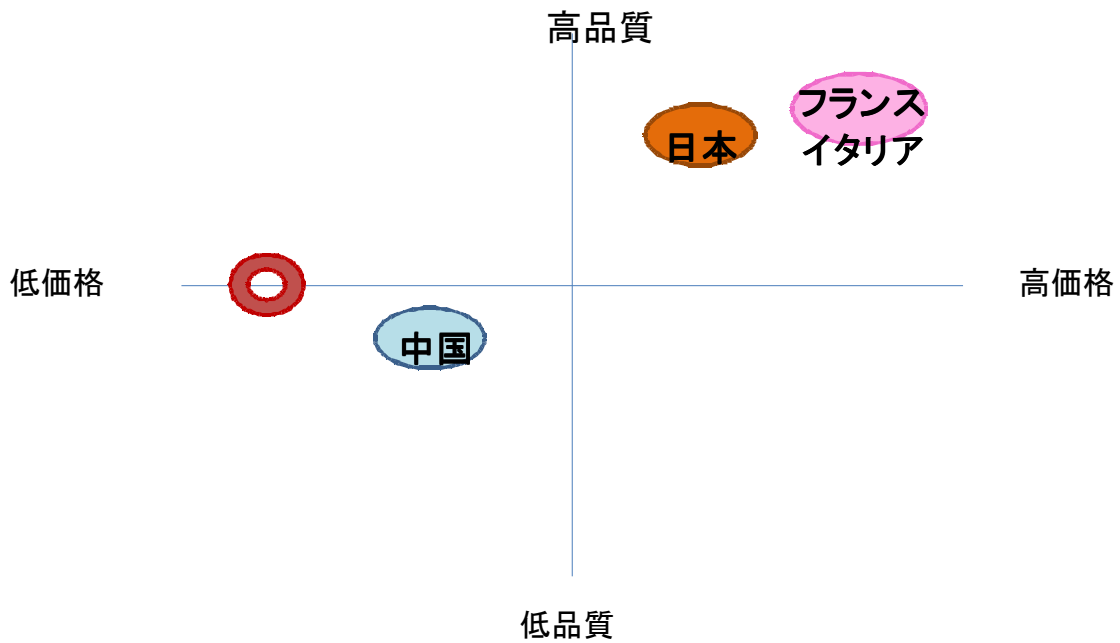 高品質
フランス
イタリア
日本
低価格
高価格
中国
低品質